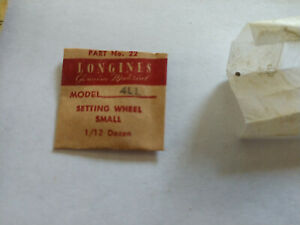 PART No. 22
LONGINES
Genuine Material
MODEL 4LL
SETTING WHEEL
SMALL
1/12 Dozen